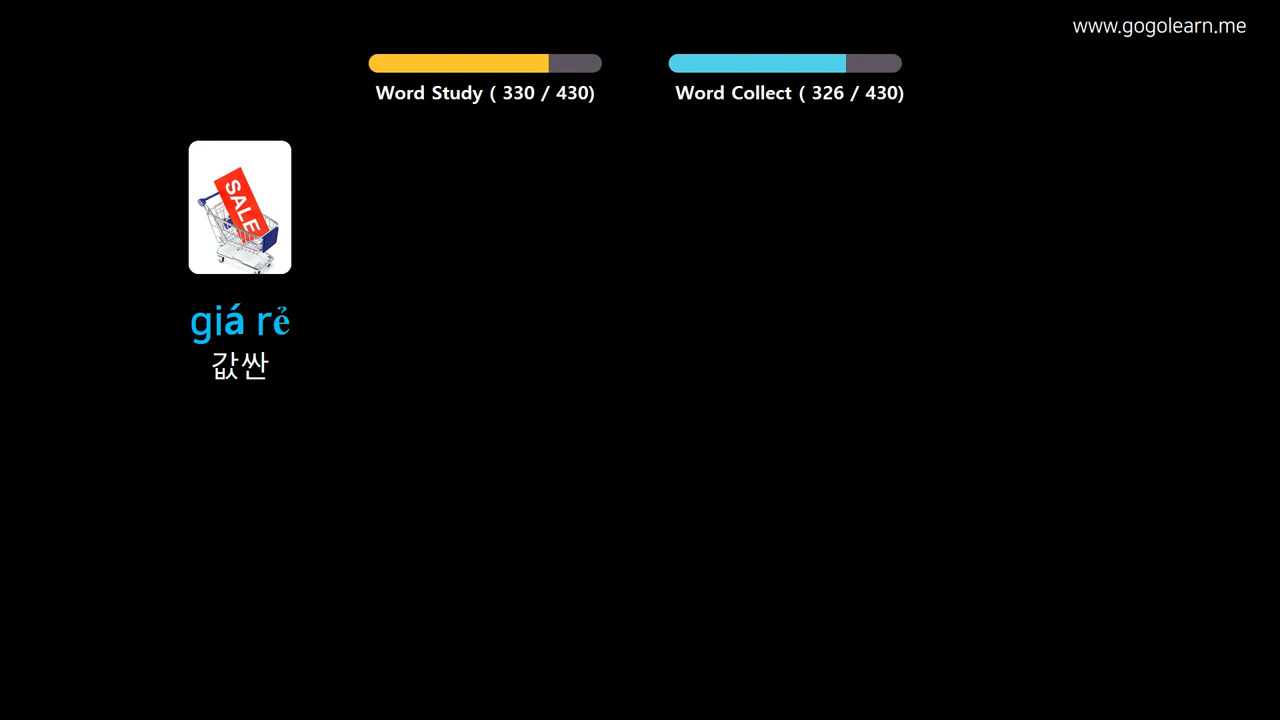 www.gogolearn.me
Word Study ( 330 / 430)
Word Collect ( 326 / 430)
SALE
giá rẻ
값싼